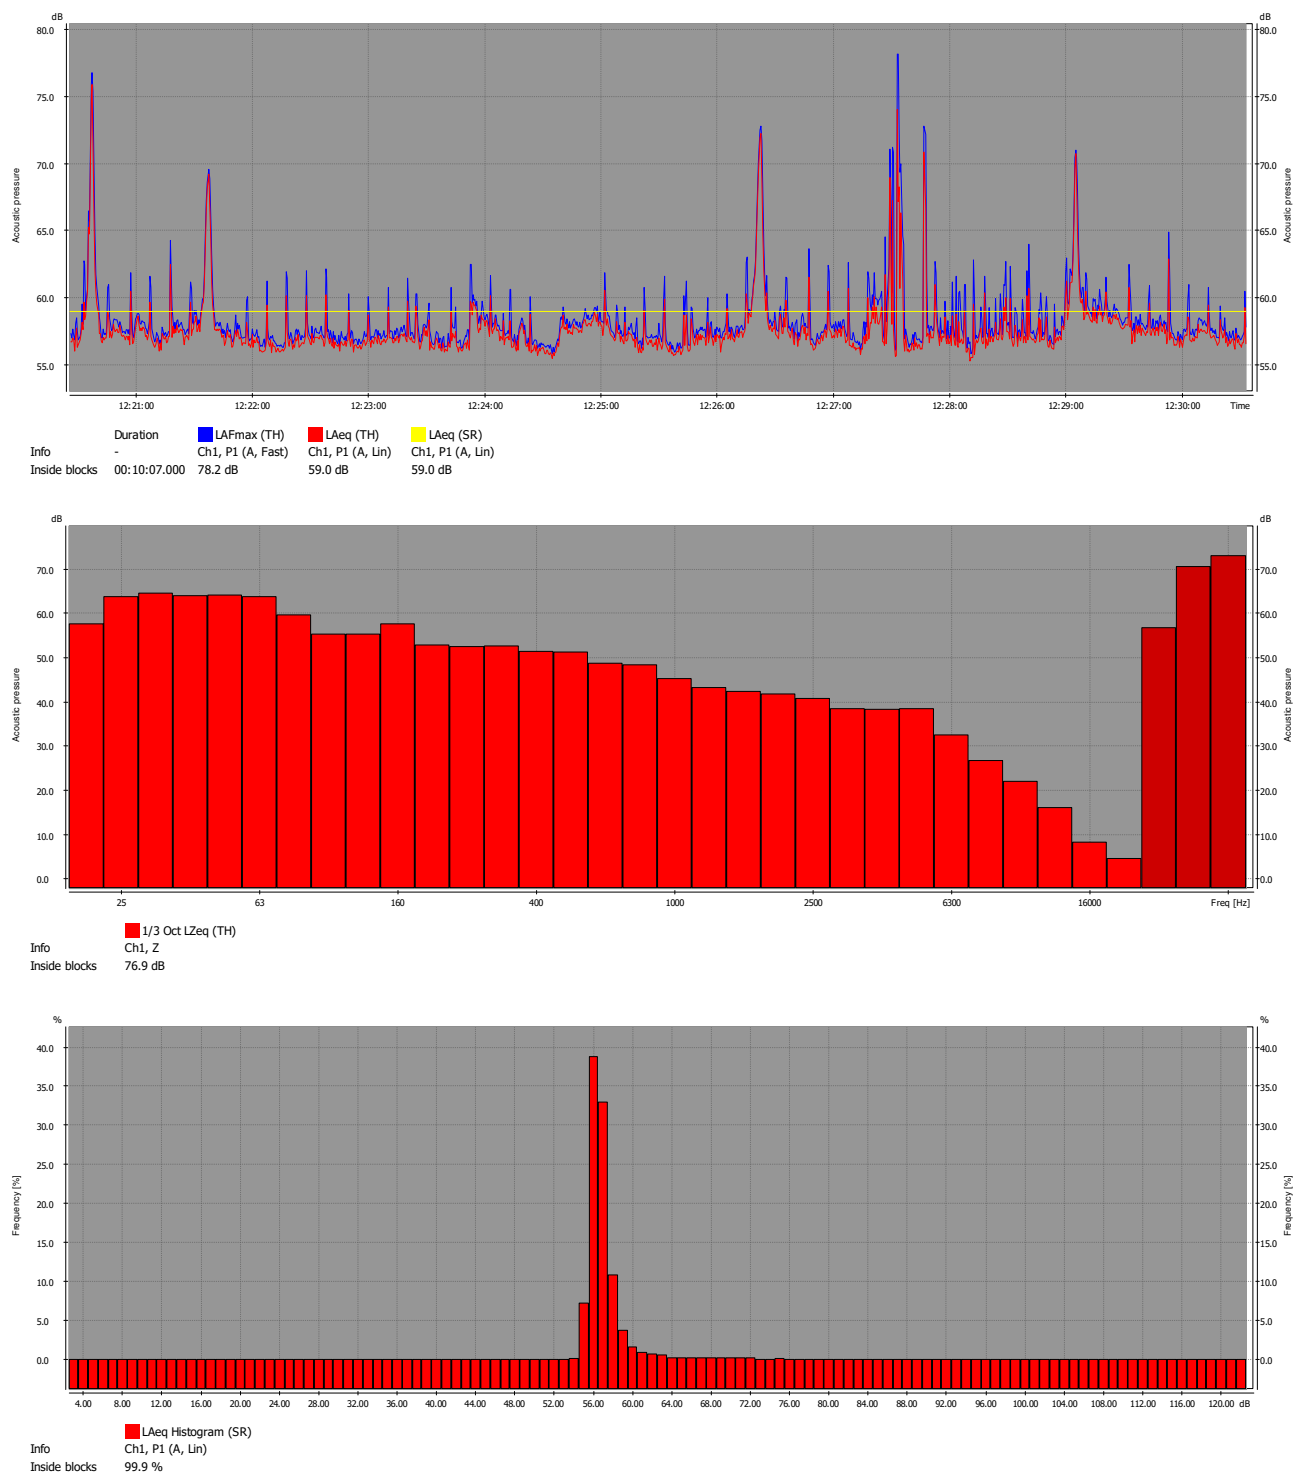 dB dB
80.0 80.0
75.0 75.0
70.0 70.0
65.0 65.0
60.0 60.0
55.0 55.0
Acoustic pressure Acoustic pressure
12:21:00 12:22:00 12:23:00 12:24:00 12:25:00 12:26:00 12:27:00 12:28:00 12:29:00 12:30:00 Time
Duration LAFmax (TH) LAeq (TH) LAeq (SR)
Info - Ch1, P1 (A, Fast) Ch1, P1 (A, Lin) Ch1, P1 (A, Lin)
Inside blocks 00:10:07.000 78.2 dB 59.0 dB 59.0 dB
dB dB
70.0 70.0
60.0 60.0
50.0 50.0
40.0 40.0
30.0 30.0
20.0 20.0
10.0 10.0
0.0 0.0
Acoustic pressure Acoustic pressure
25 63 160 400 1000 2500 6300 16000 Freq [Hz]
1/3 Oct LZeq (TH)
Info Ch1, Z
Inside blocks 76.9 dB
% %
40.0 40.0
35.0 35.0
30.0 30.0
25.0 25.0
20.0 20.0
15.0 15.0
10.0 10.0
5.0 5.0
0.0 0.0
Frequency [%] Frequency [%]
4.00 8.00 12.00 16.00 20.00 24.00 28.00 32.00 36.00 40.00 44.00 48.00 52.00 56.00 60.00 64.00 68.00 72.00 76.00 80.00 84.00 88.00 92.00 96.00 100.00 104.00 108.00 112.00 116.00 120.00 dB
LAeq Histogram (SR)
Info Ch1, P1 (A, Lin)
Inside blocks 99.9 %